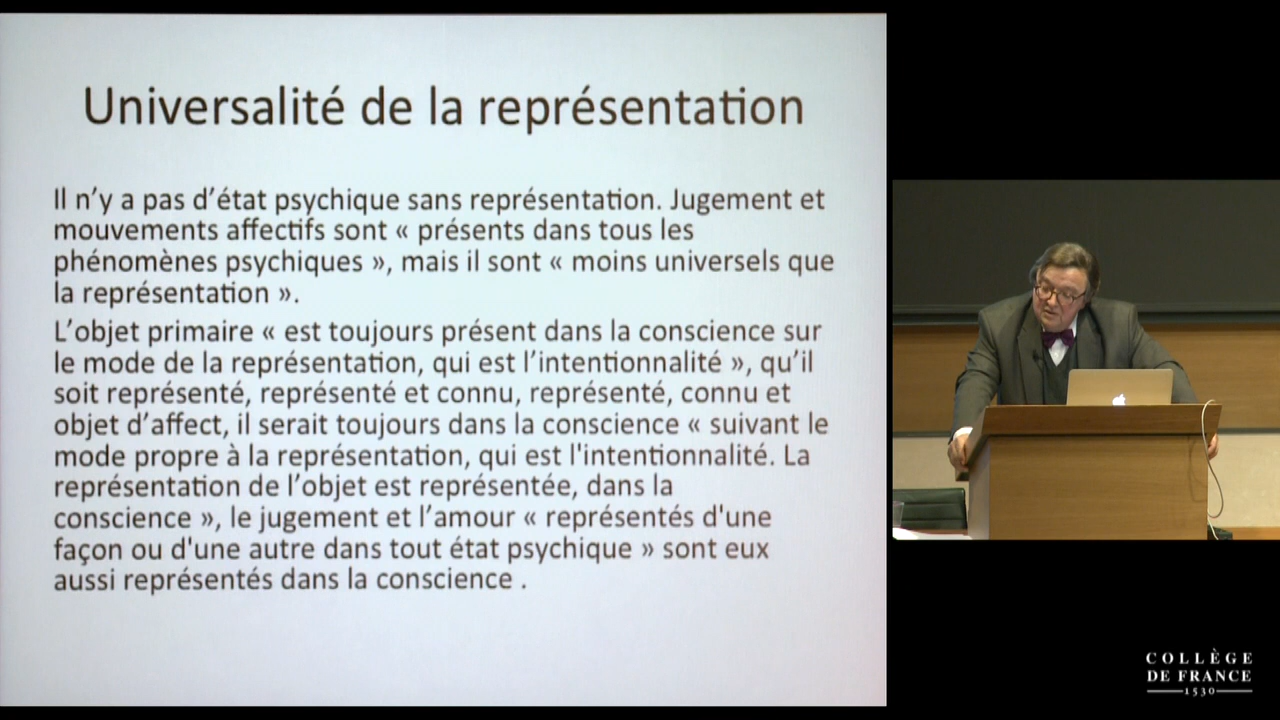 Universalité de la représentation
Il n’y a pas d’état psychique sans représentation. Jugement et
mouvements affectifs sont « présents dans tous les
phénomènes psychiques », mais il sont « moins universels que
la représentation ».
L’objet primaire « est toujours présent dans la conscience sur
le mode de la représentation, qui est l’intentionnalité », qu’il
soit représenté, représenté et connu, représenté, connu et
objet d’affect, il serait toujours dans la conscience « suivant le
mode propre à la représentation, qui est l'intentionnalité. La
représentation de l’objet est représentée, dans la
conscience », le jugement et l’amour « représentés d'une
façon ou d'une autre dans tout état psychique » sont eux
aussi représentés dans la conscience .
COLLÈGE
DE FRANCE
1530